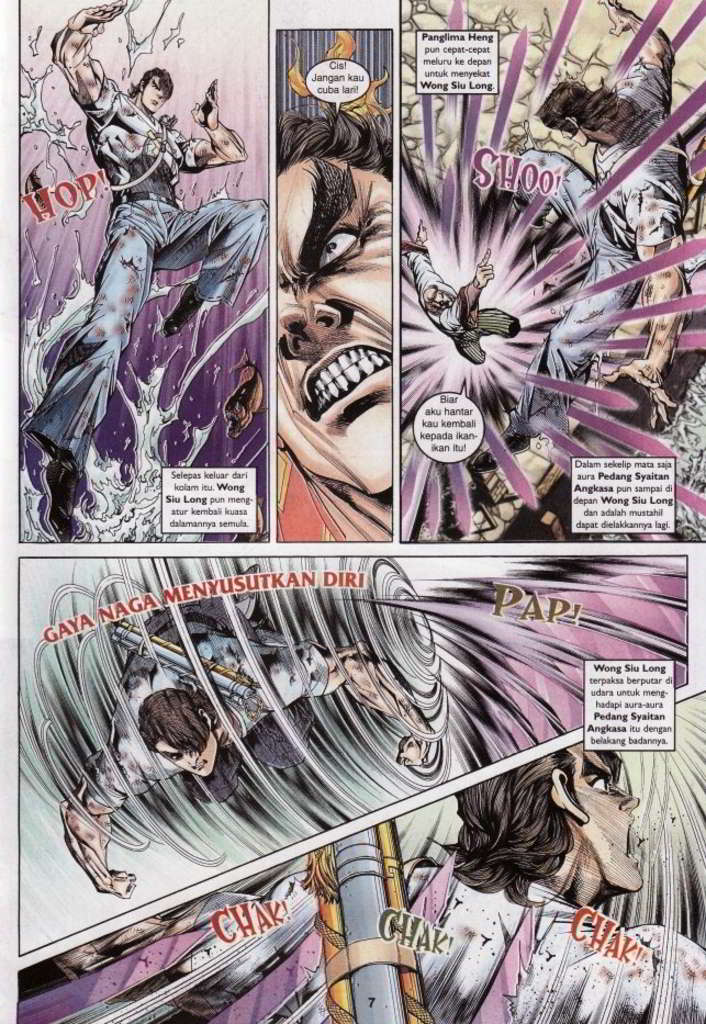 HOP!
Selepas keluar dari
kolam itu. Wong
Siu Long pun meng-
atur kembali kuasa
dalamannya semula.
Cis!
Jangan kau
cuba lari!
Panglima Heng
pun cepat-cepat
meluru ke depan
untuk menyekat
Wong Siu Long.
SHOO!
Biar
aku hantar
kau kembali
kepada ikan-
ikan itu!
Dalam sekelip mata saja
aura Pedang Syaitan
Angkasa pun sampai di
depan Wong Siu Long
dan adalah mustahil
dapat dielakkannya lagi.
GAYA NAGA MENYUSUTKAN DIRI
PAP!
Wong Siu Long
terpaksa berputar di
udara untuk meng-
hadapi aura-aura
Pedang Syaitan
Angkasa itu dengan
belakang badannya.
CHAK!
CHAK!
CHAK!!
7